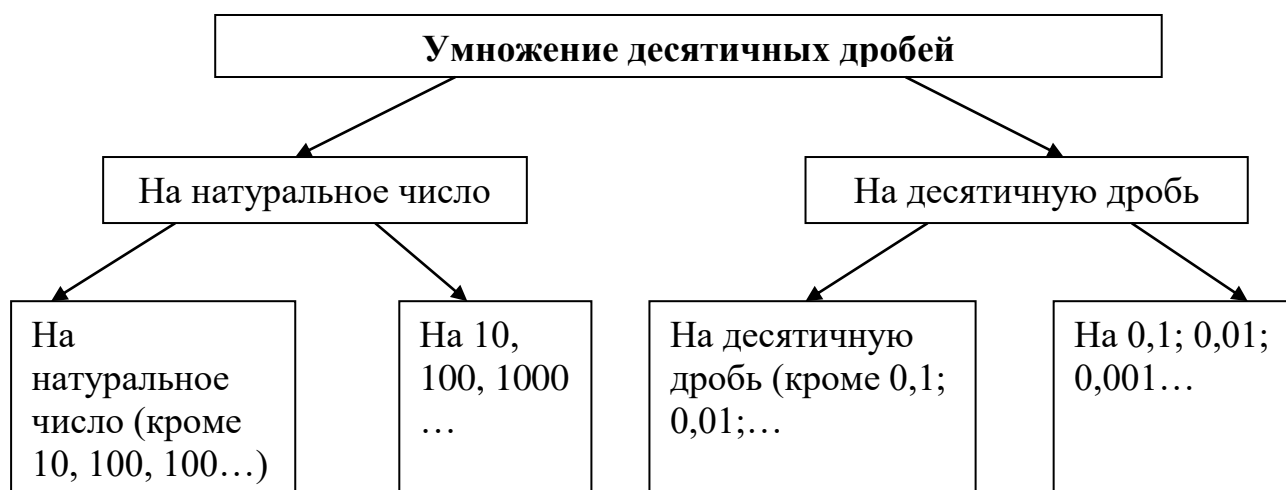 Умножение десятичных дробей
На натуральное число
На десятичную дробь
На
натуральное
число (кроме
10, 100, 100…)
На 10,
100, 1000
…
На десятичную
дробь (кроме 0,1;
0,01;…
На 0,1; 0,01;
0,001…